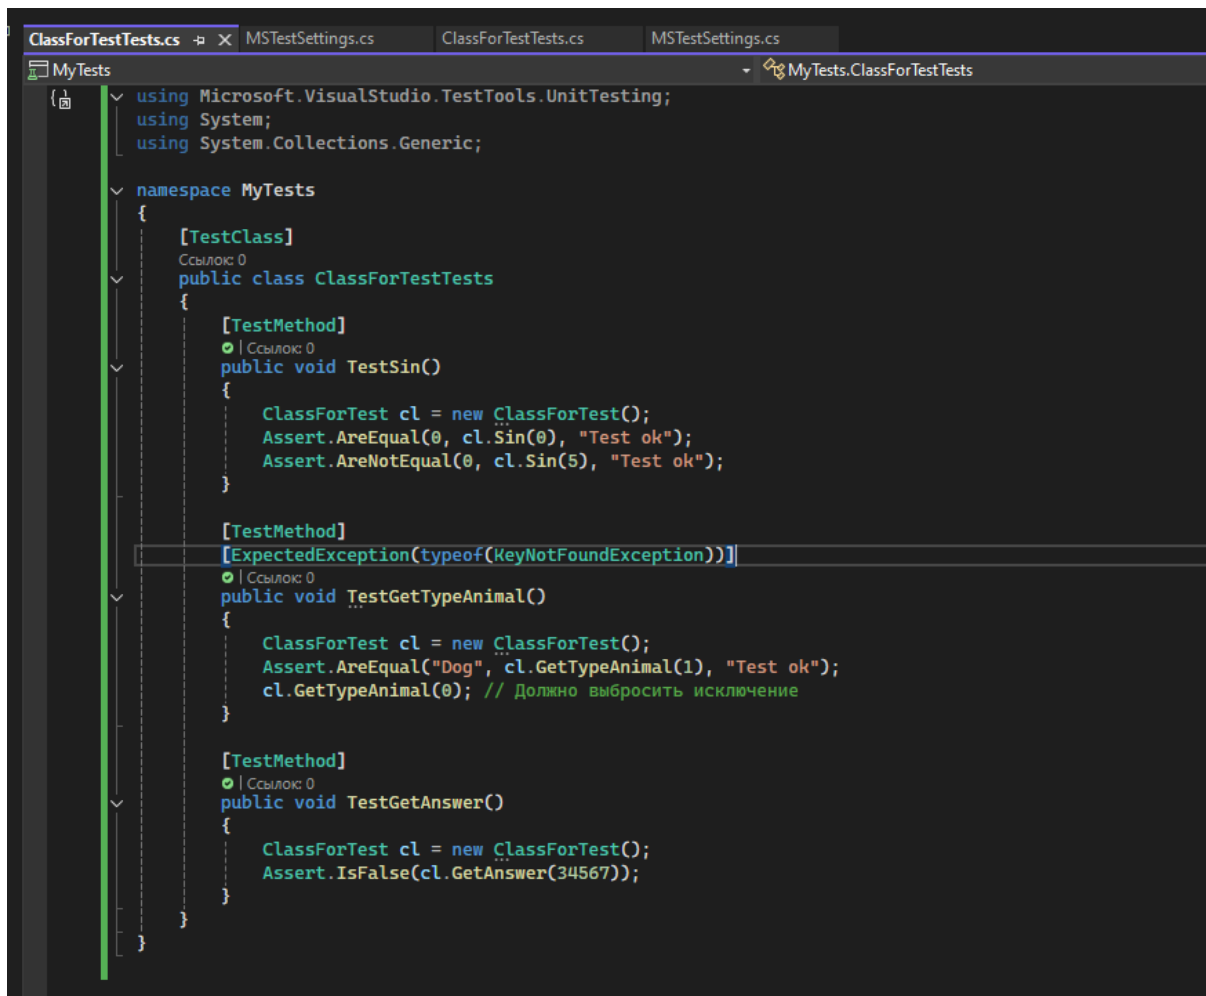 ClassForTestTests.cs MSTestSettings.cs ClassForTestTests.cs MSTestSettings.cs
MyTests MyTests.ClassForTestTests
using Microsoft.VisualStudio.TestTools.UnitTesting;
using System;
using System.Collections.Generic;
namespace MyTests
{
[TestClass]
Ссылок: 0
public class ClassForTestTests
{
[TestMethod]
Ссылок: 0
public void TestSin()
{
ClassForTest cl = new ClassForTest();
Assert.AreEqual(0, cl.Sin(0), "Test ok");
Assert.AreNotEqual(0, cl.Sin(5), "Test ok");
}
[TestMethod]
[ExpectedException(typeof(KeyNotFoundException))]
Ссылок: 0
public void TestGetTypeAnimal()
{
ClassForTest cl = new ClassForTest();
Assert.AreEqual("Dog", cl.GetTypeAnimal(1), "Test ok");
cl.GetTypeAnimal(0); // Должно выбросить исключение
}
[TestMethod]
Ссылок: 0
public void TestGetAnswer()
{
ClassForTest cl = new ClassForTest();
Assert.IsFalse(cl.GetAnswer(34567));
}
}
}